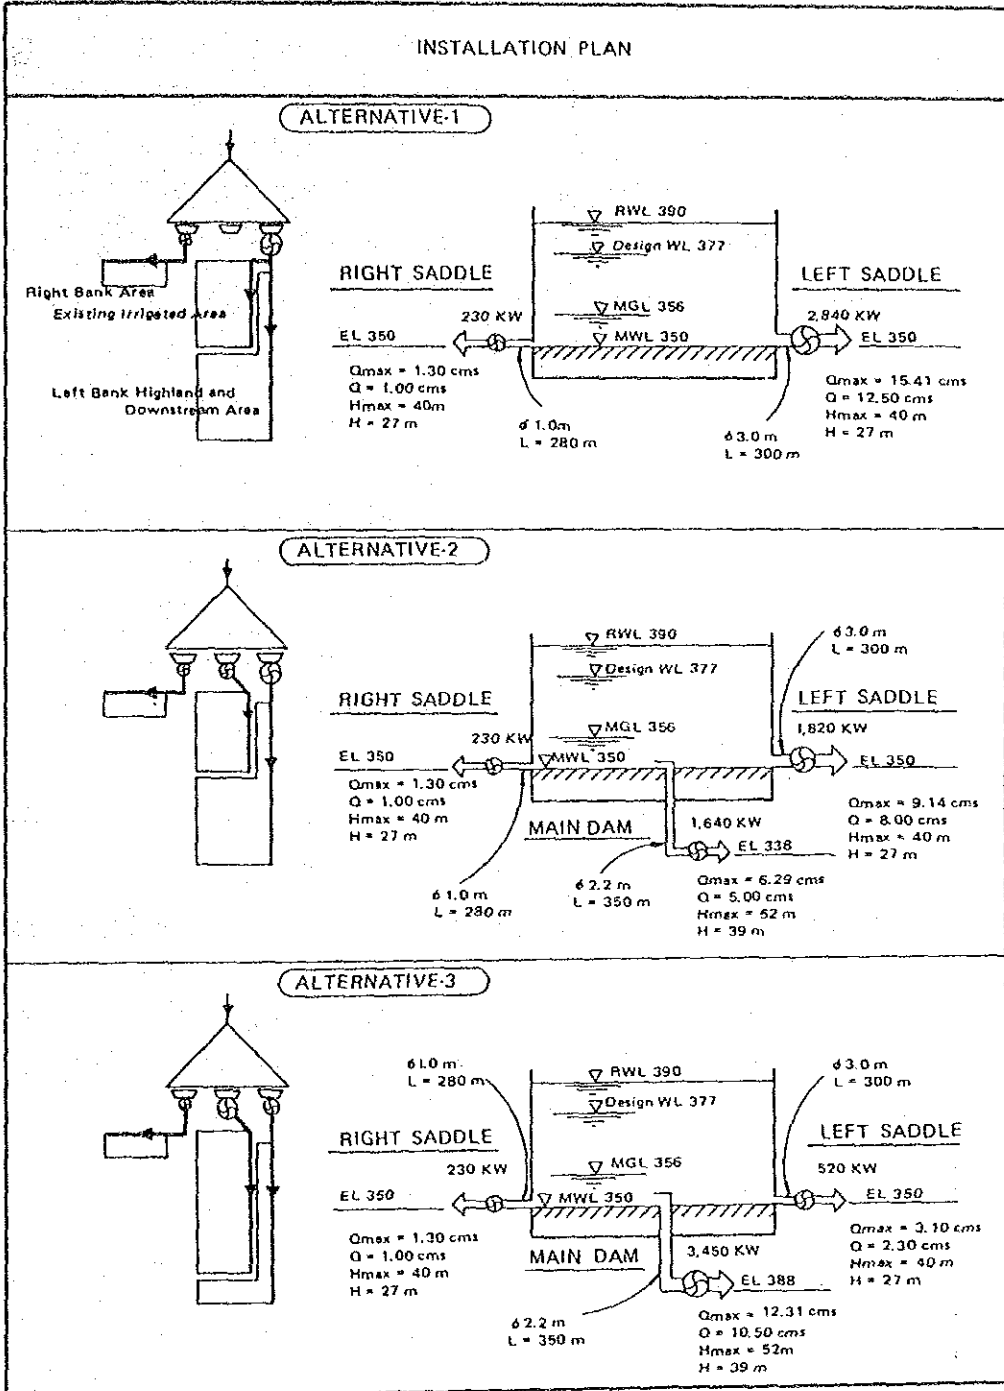 INSTALLATION PLAN
ALTERNATIVE-1
Right Bank Area
Existing Irrigated Area
Left Bank Highland and
Downstream Area
RIGHT SADDLE
230 KW
EL 350
Qmax = 1.30 cms
Q = 1.00 cms
Hmax = 40m
H = 27 m
RWL 390
Design WL 377
MGL 356
MWL 350
ø 1.0m
L = 280 m
LEFT SADDLE
2,840 KW
EL 350
Qmax = 15.41 cms
Q = 12.50 cms
Hmax = 40 m
H = 27 m
ø3.0 m
L = 300 m
ALTERNATIVE-2
RIGHT SADDLE
230 KW
EL 350
Qmax = 1.30 cms
Q = 1.00 cms
Hmax = 40 m
H = 27 m
RWL 390
Design WL 377
MGL 356
MWL 350
ø3.0 m
L = 300 m
LEFT SADDLE
1,820 KW
EL 350
Qmax = 9.14 cms
Q = 8.00 cms
Hmax = 40 m
H = 27 m
MAIN DAM
1,640 KW
EL 338
ø1.0 m
L = 280 m
ø2.2 m
L = 350 m
Qmax = 6.29 cms
Q = 5.00 cms
Hmax = 52 m
H = 39 m
ALTERNATIVE-3
ø1.0 m
L = 280 m
RIGHT SADDLE
230 KW
EL 350
Qmax = 1.30 cms
Q = 1.00 cms
Hmax = 40 m
H = 27 m
RWL 390
Design WL 377
MGL 356
MWL 350
ø3.0 m
L = 300 m
LEFT SADDLE
520 KW
EL 350
Qmax = 3.10 cms
Q = 2.30 cms
Hmax = 40 m
H = 27 m
MAIN DAM
3,450 KW
EL 388
ø2.2 m
L = 350 m
Qmax = 12.31 cms
Q = 10.50 cms
Hmax = 52m
H = 39 m